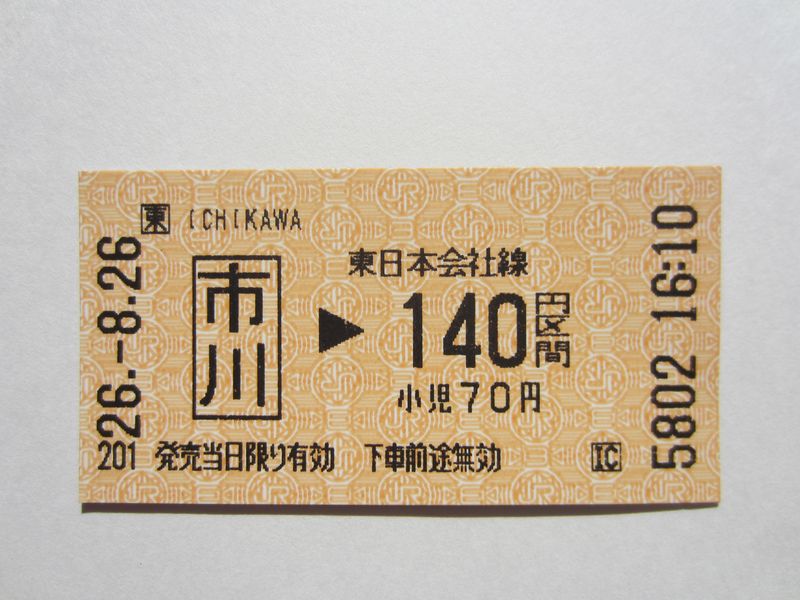 東 ICHIKAWA
市川
▶
東日本会社線
140円区間
小児70円
201 発売当日限り有効 下車前途無効 IC
26.-8.26
5802 16:10